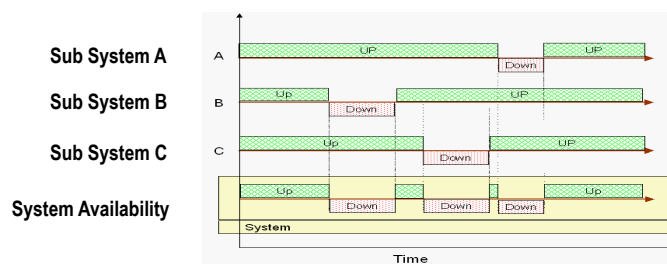 Sub System A A UP Down UP
Sub System B B Up Down UP
Sub System C C Up Down UP
System Availability Up Down Down Down Up
System
Time